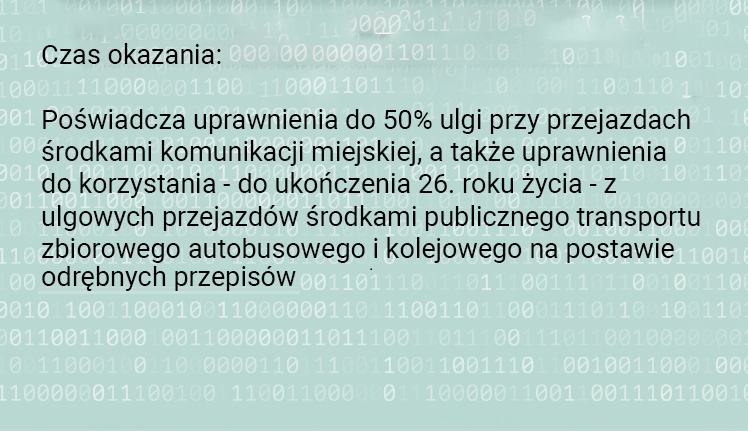 Czas okazania:
Poświadcza uprawnienia do 50% ulgi przy przejazdach
środkami komunikacji miejskiej, a także uprawnienia
do korzystania - do ukończenia 26. roku życia - z
ulgowych przejazdów środkami publicznego transportu
zbiorowego autobusowego i kolejowego na postawie
odrębnych przepisów